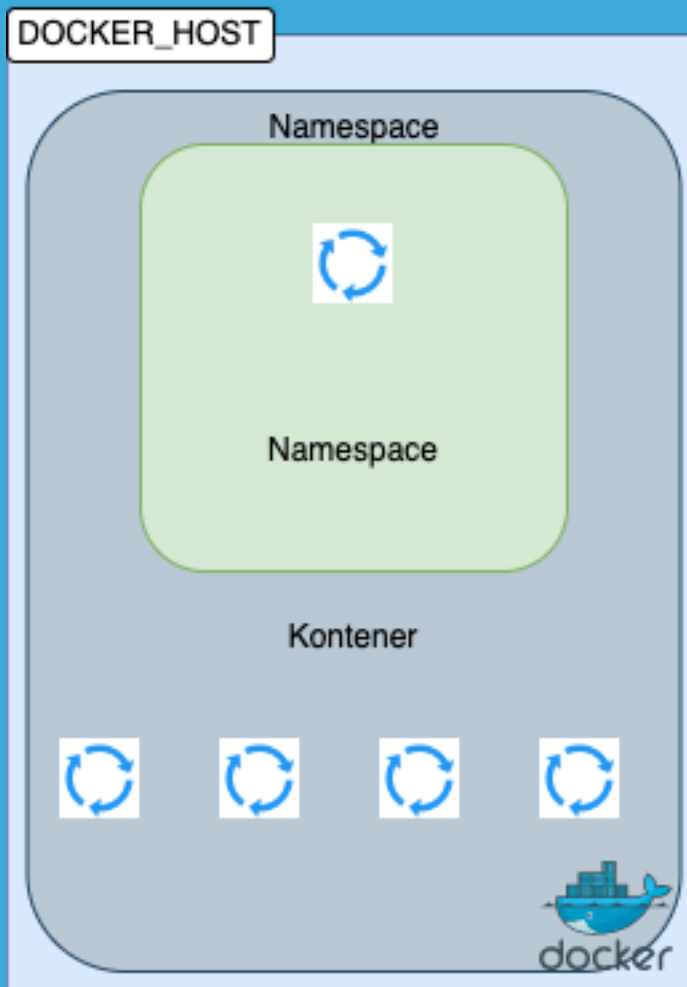 DOCKER_HOST
Namespace
Namespace
Kontener
docker